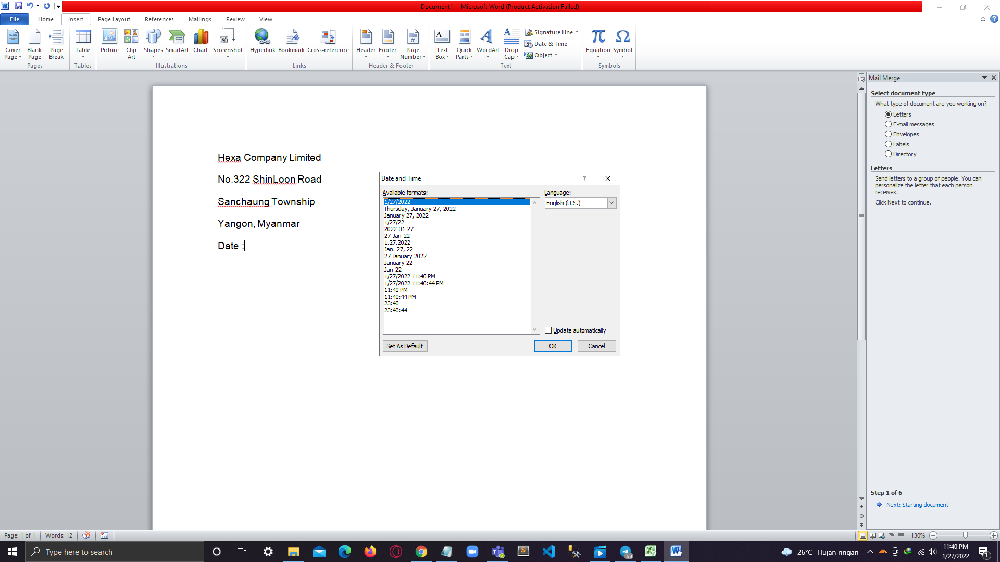 Document1 - Microsoft Word (Product Activation Failed)
File Home Insert Page Layout References Mailings Review View
Cover Page
Blank Page
Page Break
Table
Picture
Clip Art
Shapes
SmartArt
Chart
Screenshot
Hyperlink
Bookmark
Cross-reference
Header
Footer
Page Number
Text Box
Quick Parts
WordArt
Drop Cap
Signature Line
Date & Time
Object
Equation
Symbol
Pages
Tables
Illustrations
Links
Header & Footer
Text
Symbols
Hexa Company Limited
No.322 ShinLoon Road
Sanchaung Township
Yangon, Myanmar
Date :
Date and Time
?
Available formats:
1/27/2022
Thursday, January 27, 2022
January 27, 2022
1/27/22
2022-01-27
27-Jan-22
1.27.2022
Jan. 27, 22
27 January 2022
January 22
Jan-22
1/27/2022 11:40 PM
1/27/2022 11:40:44 PM
11:40 PM
11:40:44 PM
23:40
23:40:44
Language:
English (U.S.)
Update automatically
Set As Default
OK
Cancel
Mail Merge
Select document type
What type of document are you working on?
Letters
E-mail messages
Envelopes
Labels
Directory
Letters
Send letters to a group of people. You can
personalize the letter that each person
receives.
Click Next to continue.
Step 1 of 6
Next: Starting document
Page: 1 of 1
Words: 12
130%
Type here to search
83
26°C Hujan ringan
11:40 PM
1/27/2022
1